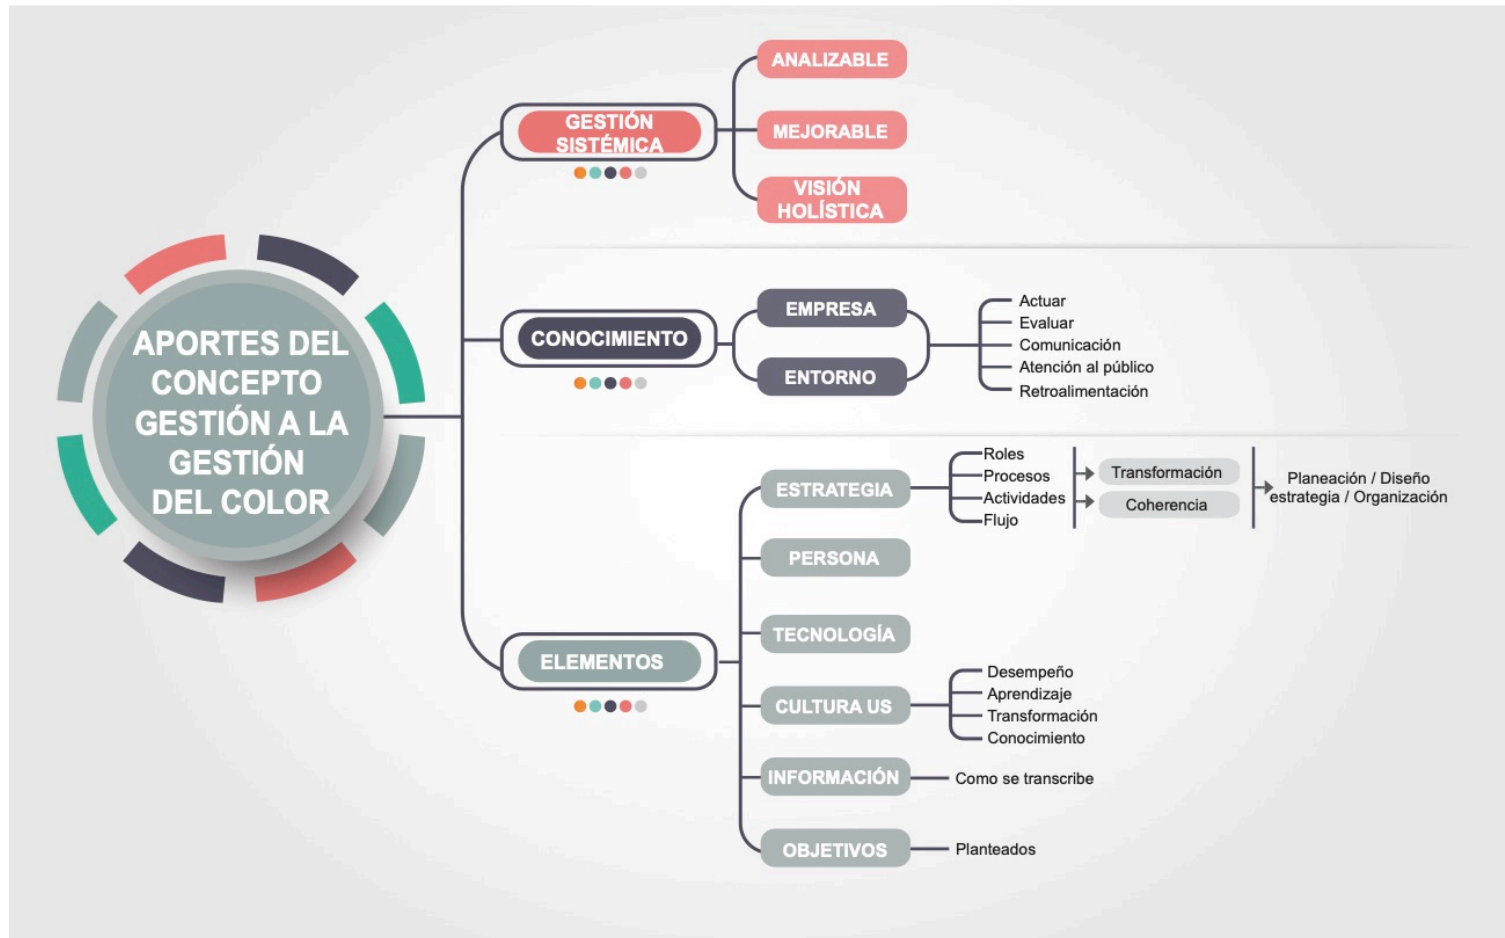 APORTES DEL
CONCEPTO
GESTIÓN A LA
GESTIÓN
DEL COLOR
GESTIÓN
SISTÉMICA
ANALIZABLE
MEJORABLE
VISIÓN
HOLÍSTICA
CONOCIMIENTO
EMPRESA
ENTORNO
Actuar
Evaluar
Comunicación
Atención al público
Retroalimentación
ELEMENTOS
ESTRATEGIA
Roles
Procesos
Actividades
Flujo
Transformación
Coherencia
Planeación / Diseño
estrategia / Organización
PERSONA
TECNOLOGÍA
CULTURA US
Desempeño
Aprendizaje
Transformación
Conocimiento
INFORMACIÓN
Como se transcribe
OBJETIVOS
Planteados